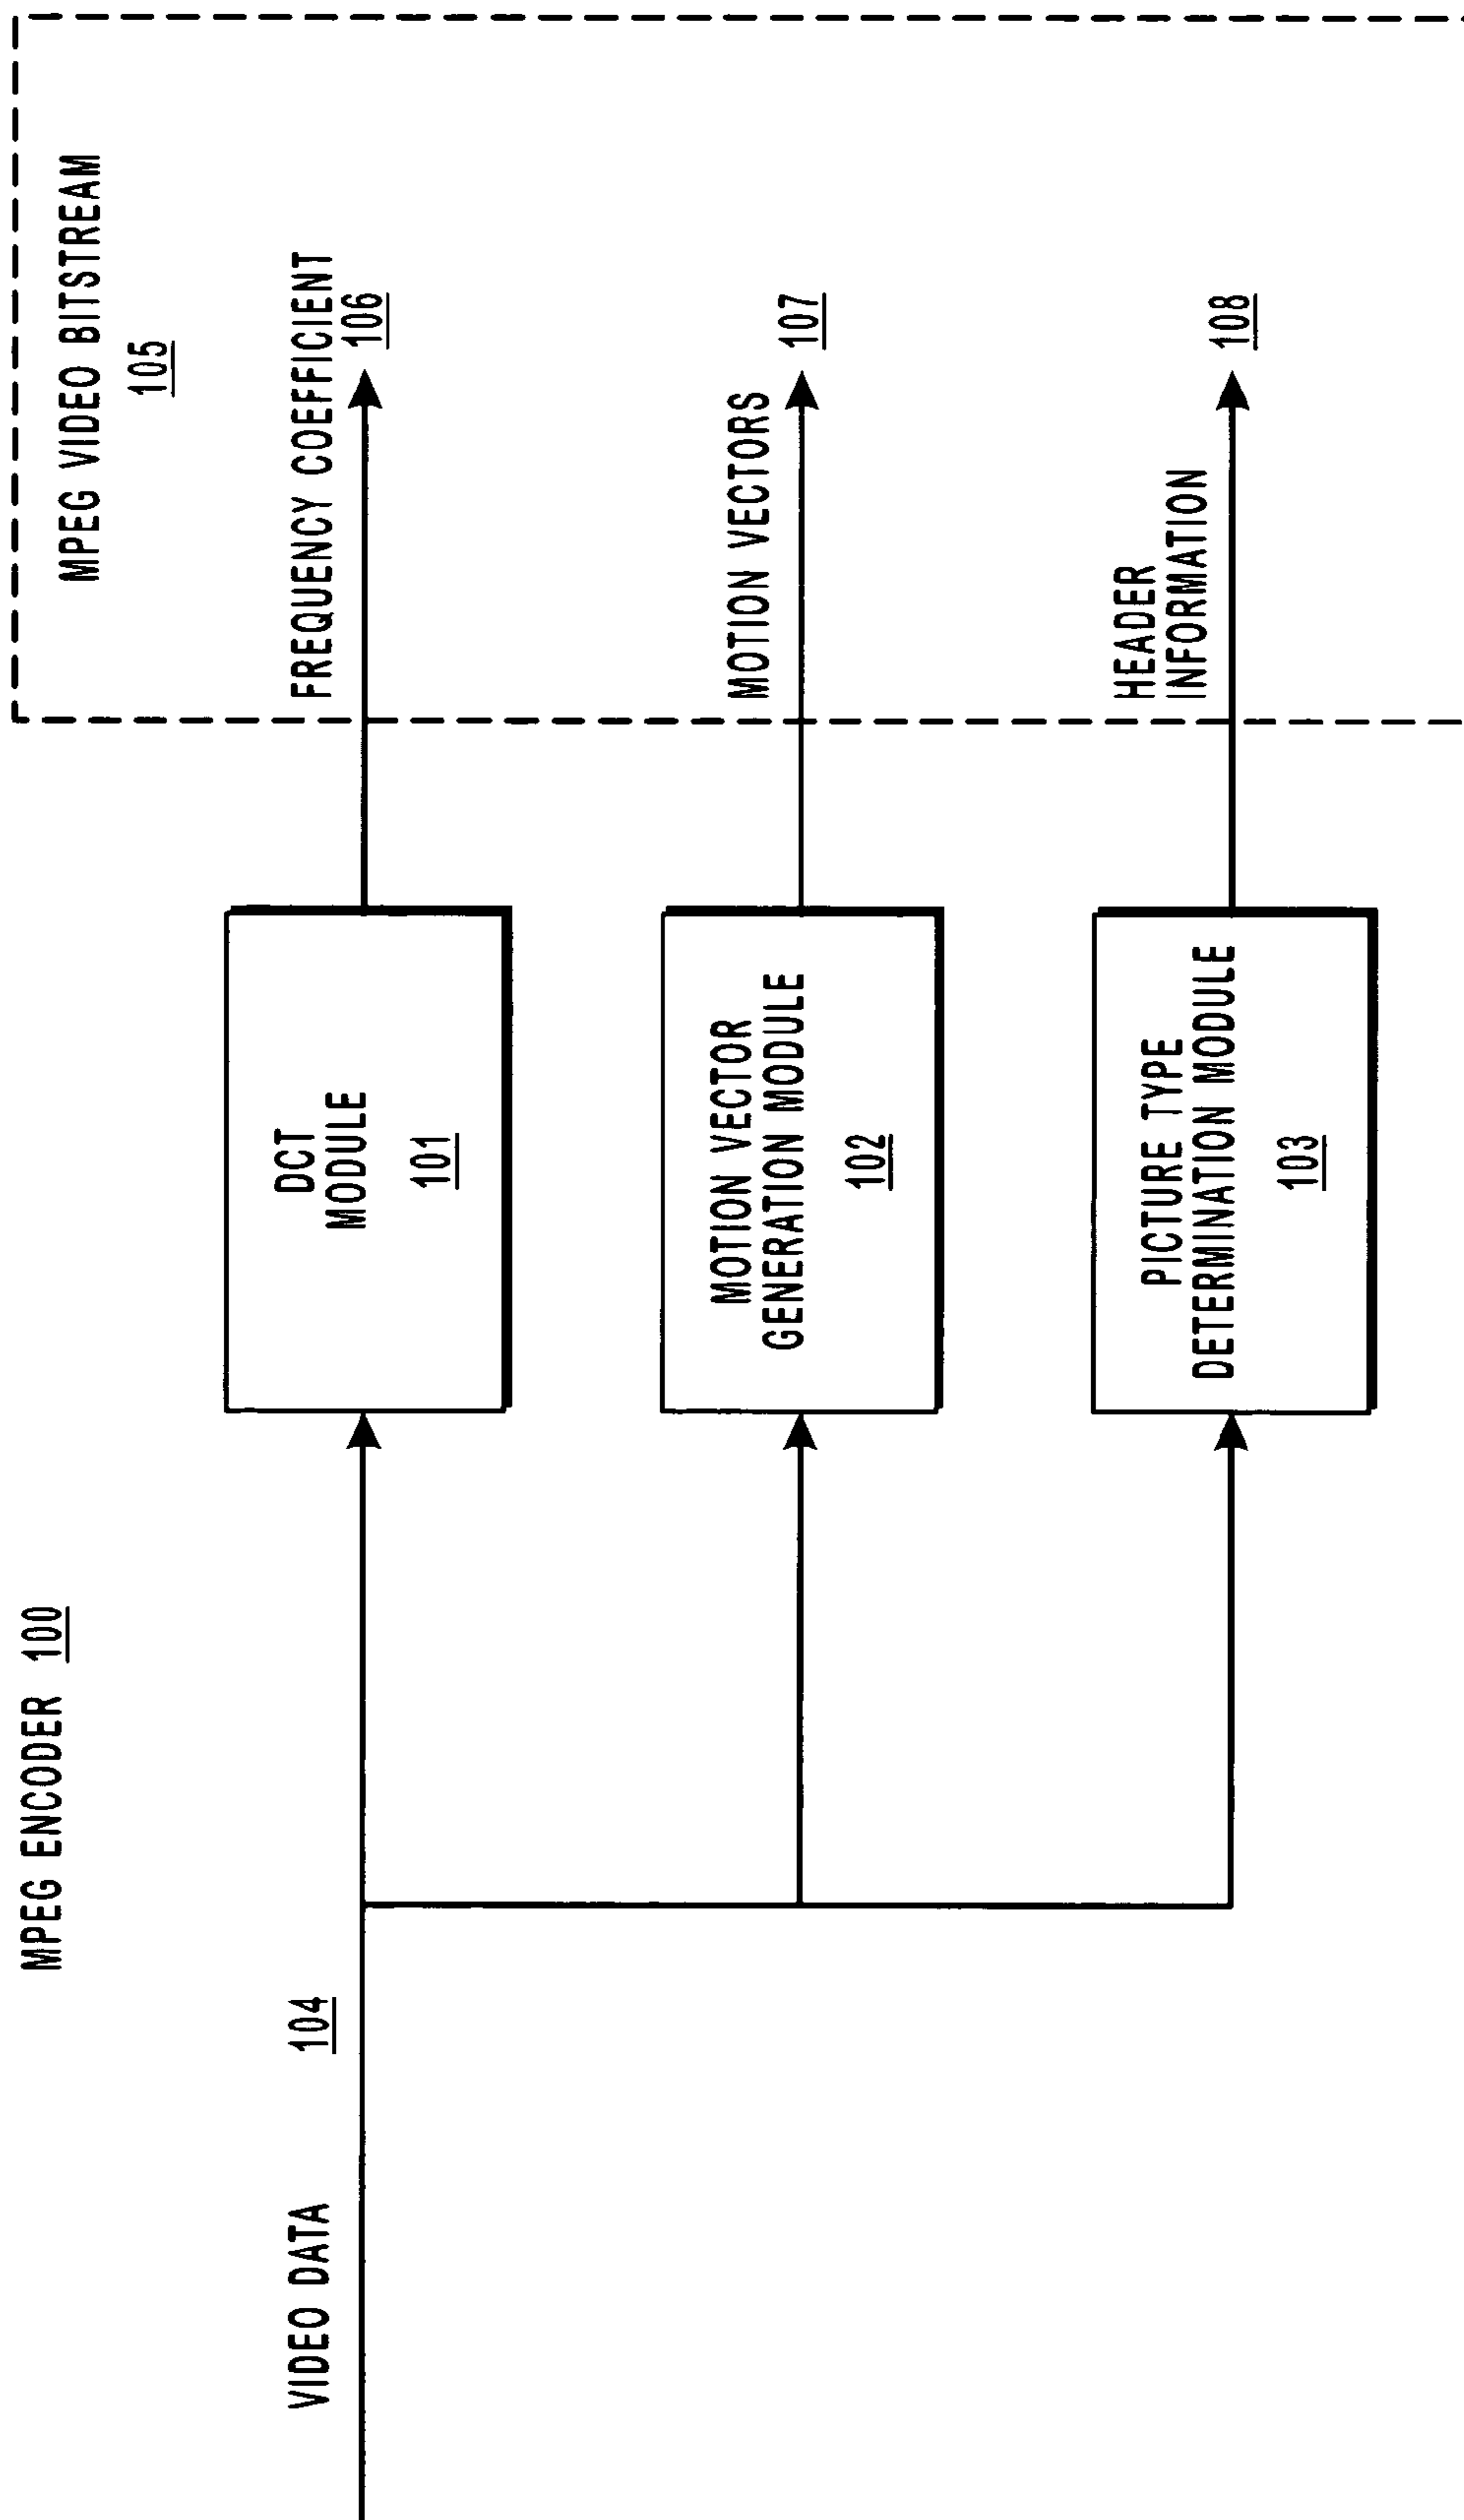 MPEG ENCODER 100
MPEG VIDEO BITSTREAM
105
VIDEO DATA 104
DCT
MODULE
101
FREQUENCY COEFFICIENT
106
MOTION VECTOR
GENERATION MODULE
102
MOTION VECTORS
107
PICTURE TYPE
DETERMINATION MODULE
103
HEADER
INFORMATION
108